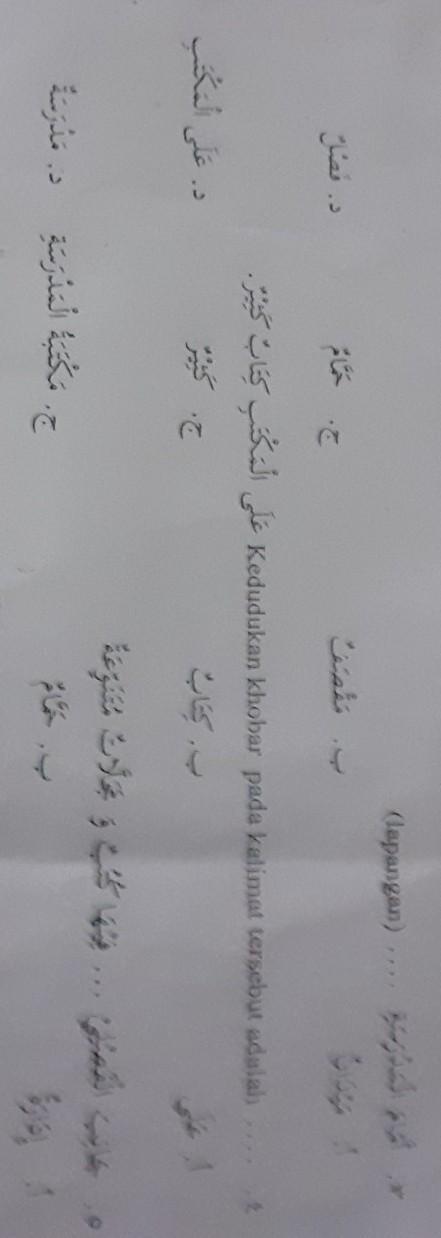 ٣. أَمَامَ الْمَدْرَسَةِ .... (lapangan)
أ. مَيْدَانٌ ب. مَقْصَفٌ ج. حَمَّامٌ د. فَصْلٌ
٤. .... Kedudukan khobar pada kalimat tersebut adalah عَلَى الْمَكْتَبِ كِتَابٌ كَبِيْرٌ.
أ. عَلَى ب. كِتَابٌ ج. كَبِيْرٌ د. عَلَى الْمَكْتَبِ
٥. بِجَانِبِ الْفَصْلِ ... فِيْهَا كُتُبٌ وَ مَجَلَّاتٌ مُتَنَوِّعَةٌ
أ. إِدَارَةٌ ب. حَمَّامٌ ج. مَكْتَبَةُ الْمَدْرَسَةِ د. مَدْرَسَةٌ